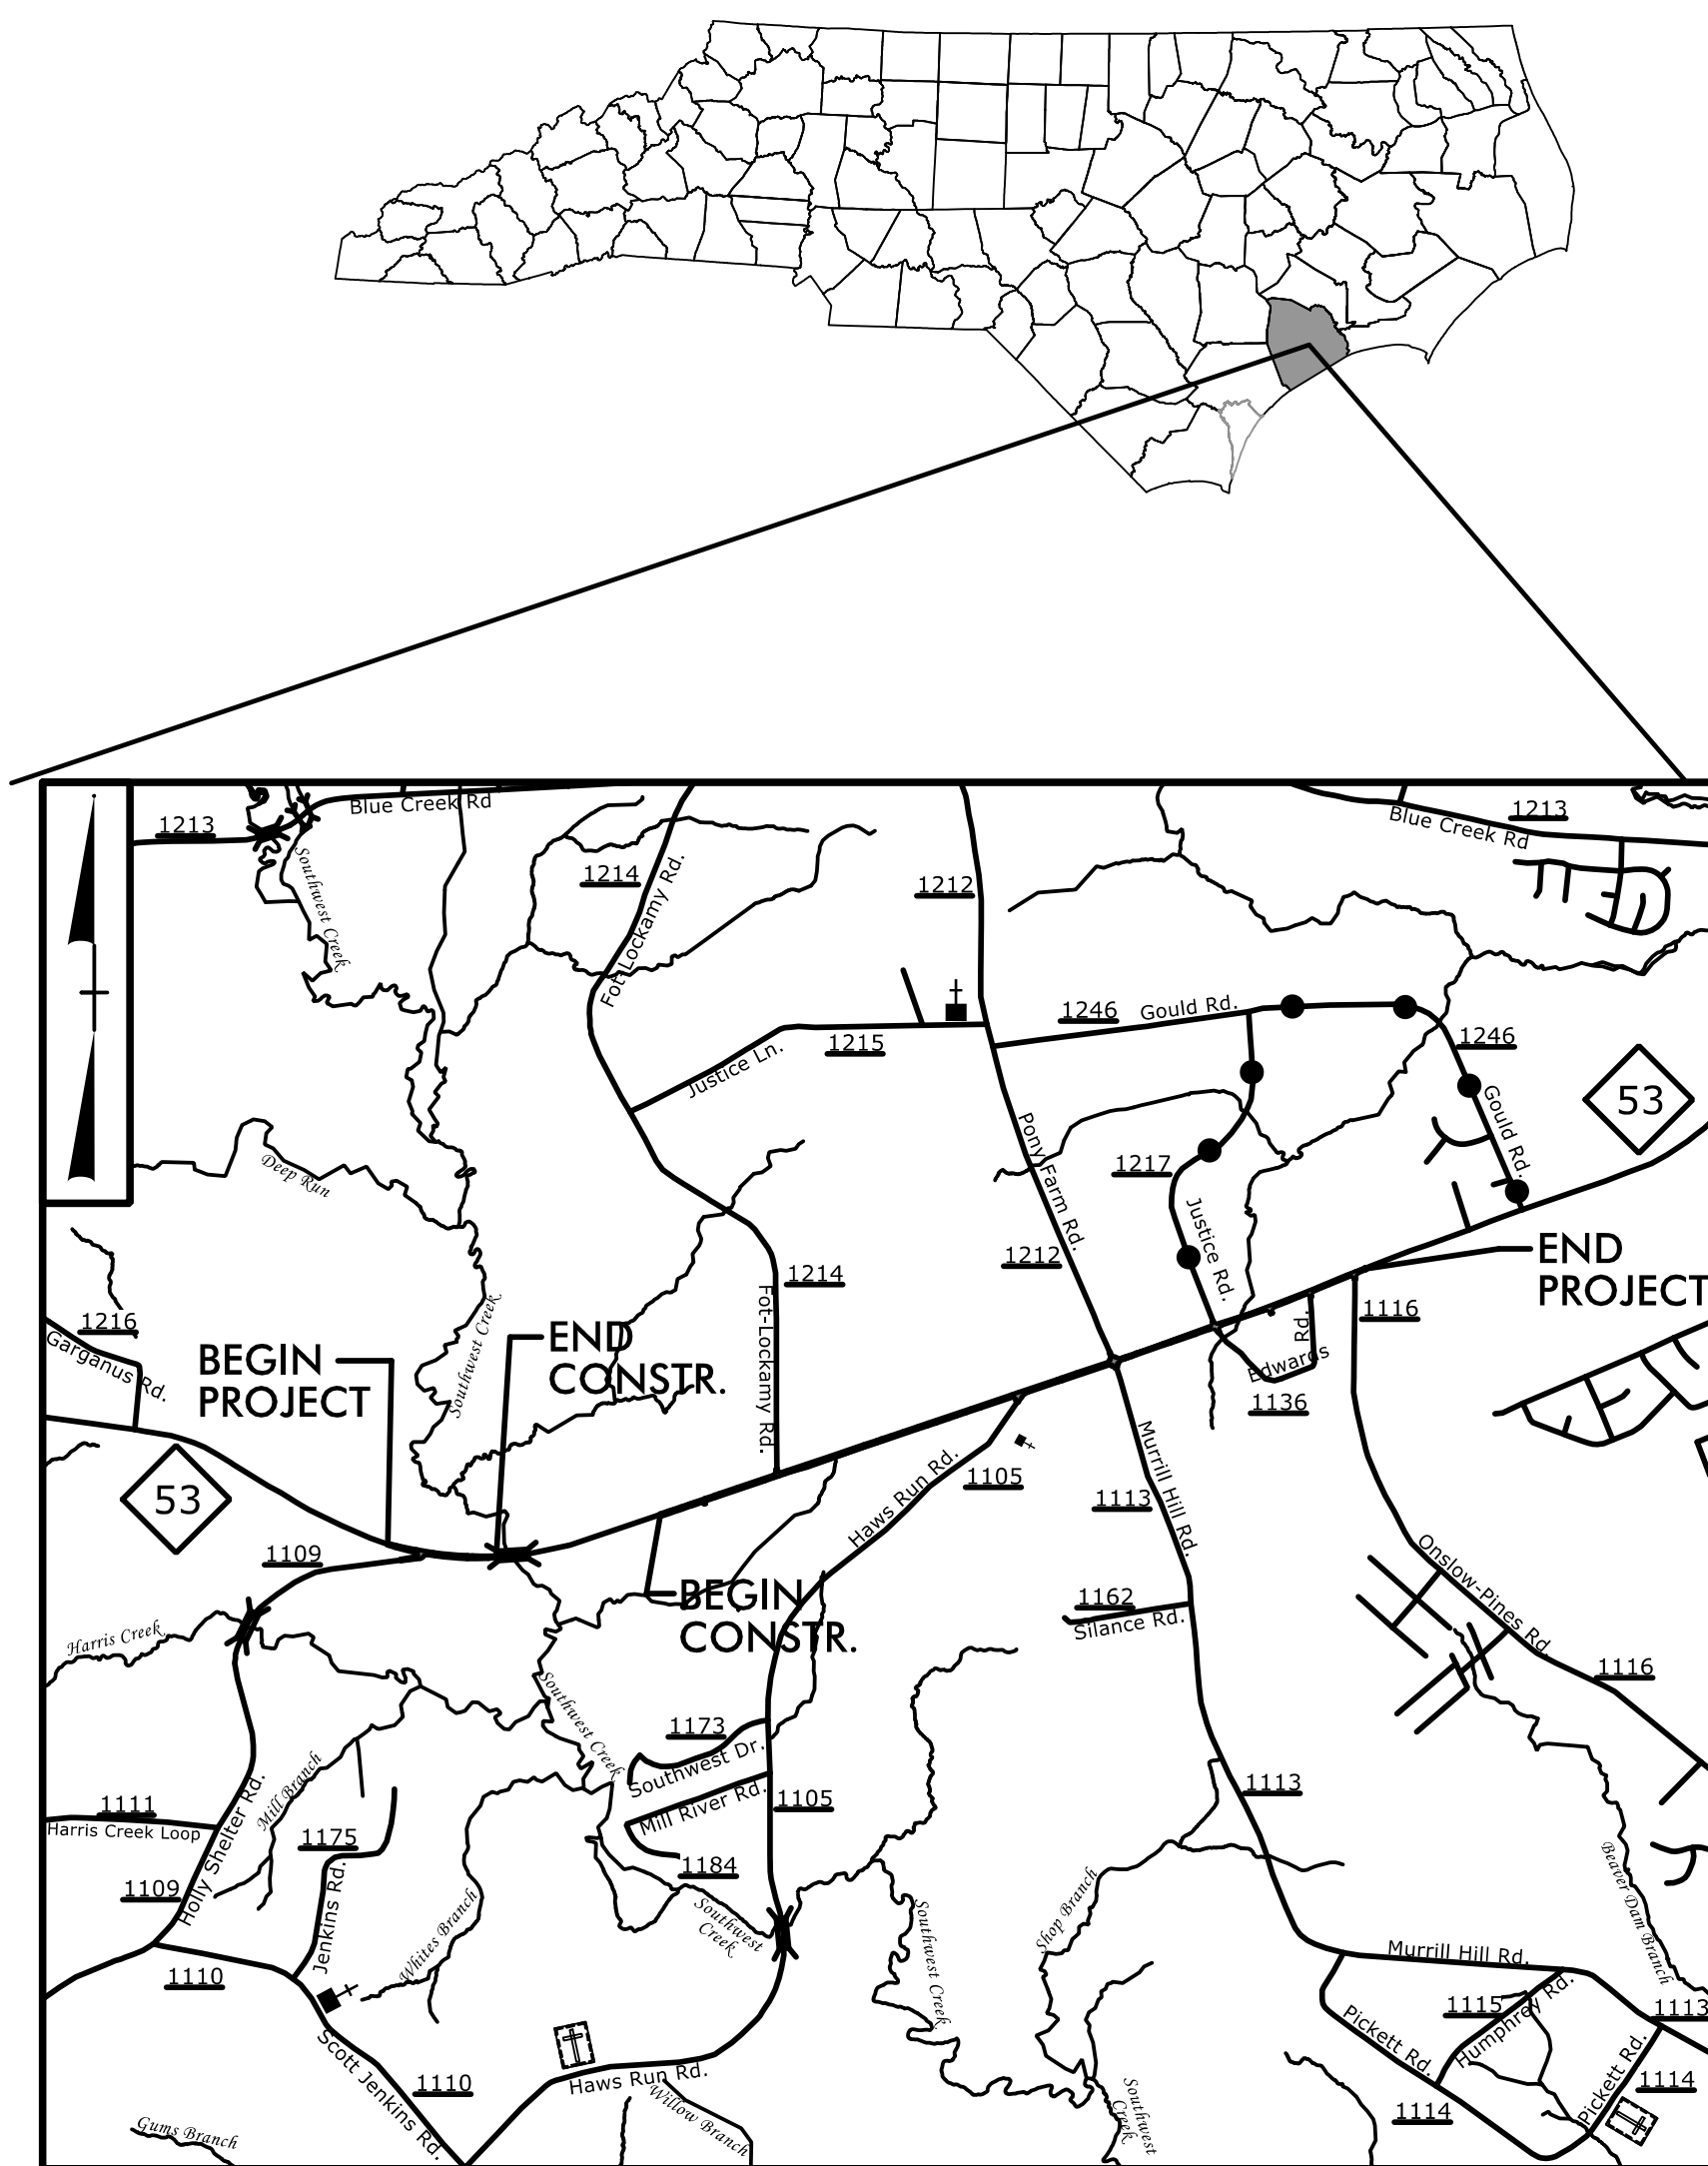 1213
Blue Creek Rd
1213
Blue Creek Rd
Southwest Creek
1214
Fot-Lockamy Rd.
1212
1246
Gould Rd.
1246
Gould Rd.
53
Justice Ln.
1215
Pony Farm Rd.
1217
Justice Rd.
Deep Run
1212
1214
Fot-Lockamy Rd.
END
PROJECT
1216
Garganus Rd.
1116
BEGIN
PROJECT
Southwest Creek
END
CONSTR.
Edwards
Rd.
1136
53
1105
Haws Run Rd.
1113
Murrill Hill Rd.
1109
Onslow-Pines Rd.
BEGIN
CONSTR.
1162
Silance Rd.
Harris Creek
1116
Southwest Creek
1173
Southwest Dr.
Mill River Rd.
1105
1113
1111
Harris Creek Loop
Mill Branch
Holly Shelter Rd.
1175
Jenkins Rd.
1184
1109
Whites Branch
Southwest
Creek
Southwest Creek
Shop Branch
Beaver Dam Branch
Murrill Hill Rd.
1110
1115
Humphrey Rd.
1113
Pickett Rd.
Pickett Rd.
Scott Jenkins Rd.
1110
Haws Run Rd.
Willow Branch
Southwest
Creek
1114
1114
Gums Branch